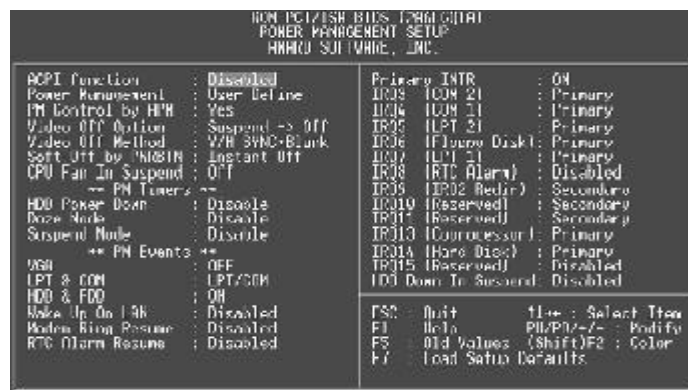 ROM PCI/ISA BIOS
POWER MANAGEMENT SETUP
AWARD SOFTWARE, INC.
ACPI function : Disabled
Power Management : User Define
PM Control by APM : Yes
Video Off Option : Suspend -> Off
Video Off Method : V/H SYNC+Blank
Soft-Off by PWRBTN : Instant Off
CPU Fan In Suspend : Off
** PM Timers **
HDD Power Down : Disable
Doze Mode : Disable
Suspend Mode : Disable
** PM Events **
VGA : OFF
LPT & COM : LPT/COM
HDD & FDD : ON
Wake Up On LAN : Disabled
Modem Ring Resume : Disabled
RTC Alarm Resume : Disabled
Primary INTR : ON
IRQ3 (COM 2) : Primary
IRQ4 (COM 1) : Primary
IRQ5 (LPT 2) : Primary
IRQ6 (Floppy Disk): Primary
IRQ7 (LPT 1) : Primary
IRQ8 (RTC Alarm) : Disabled
IRQ9 (IRQ2 Redir) : Secondary
IRQ10 (Reserved) : Secondary
IRQ11 (Reserved) : Secondary
IRQ13 (Coprocessor): Primary
IRQ14 (Hard Disk) : Primary
IRQ15 (Reserved) : Disabled
HDD Down In Suspend: Disabled
ESC : Quit ↑↓→← : Select Item
F1 : Help PU/PD/+/- : Modify
F5 : Old Values (Shift)F2 : Color
F7 : Load Setup Defaults